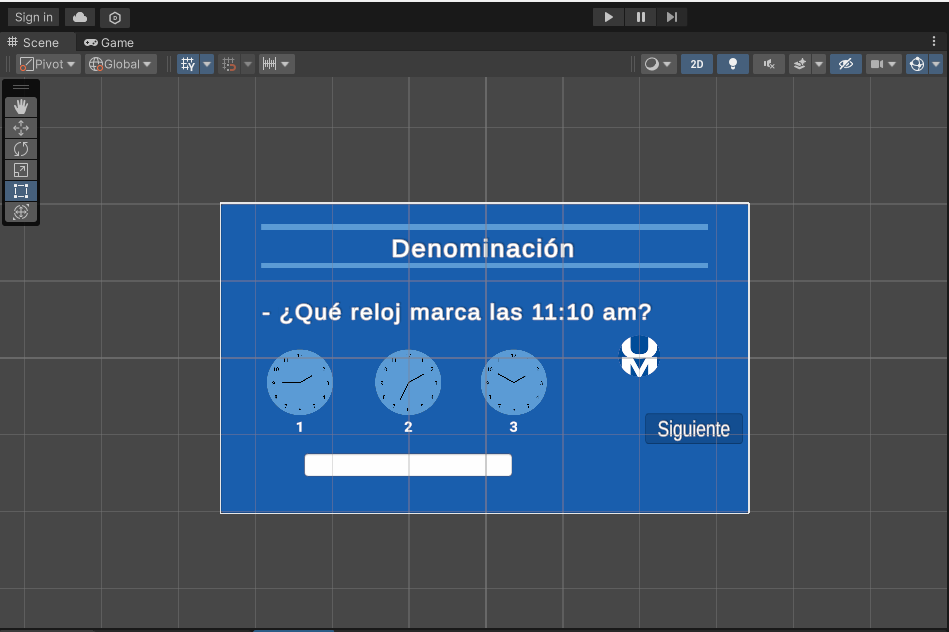 Sign in
Scene Game
Pivot Global 2D
Denominación
- ¿Qué reloj marca las 11:10 am?
1 2 3
Siguiente